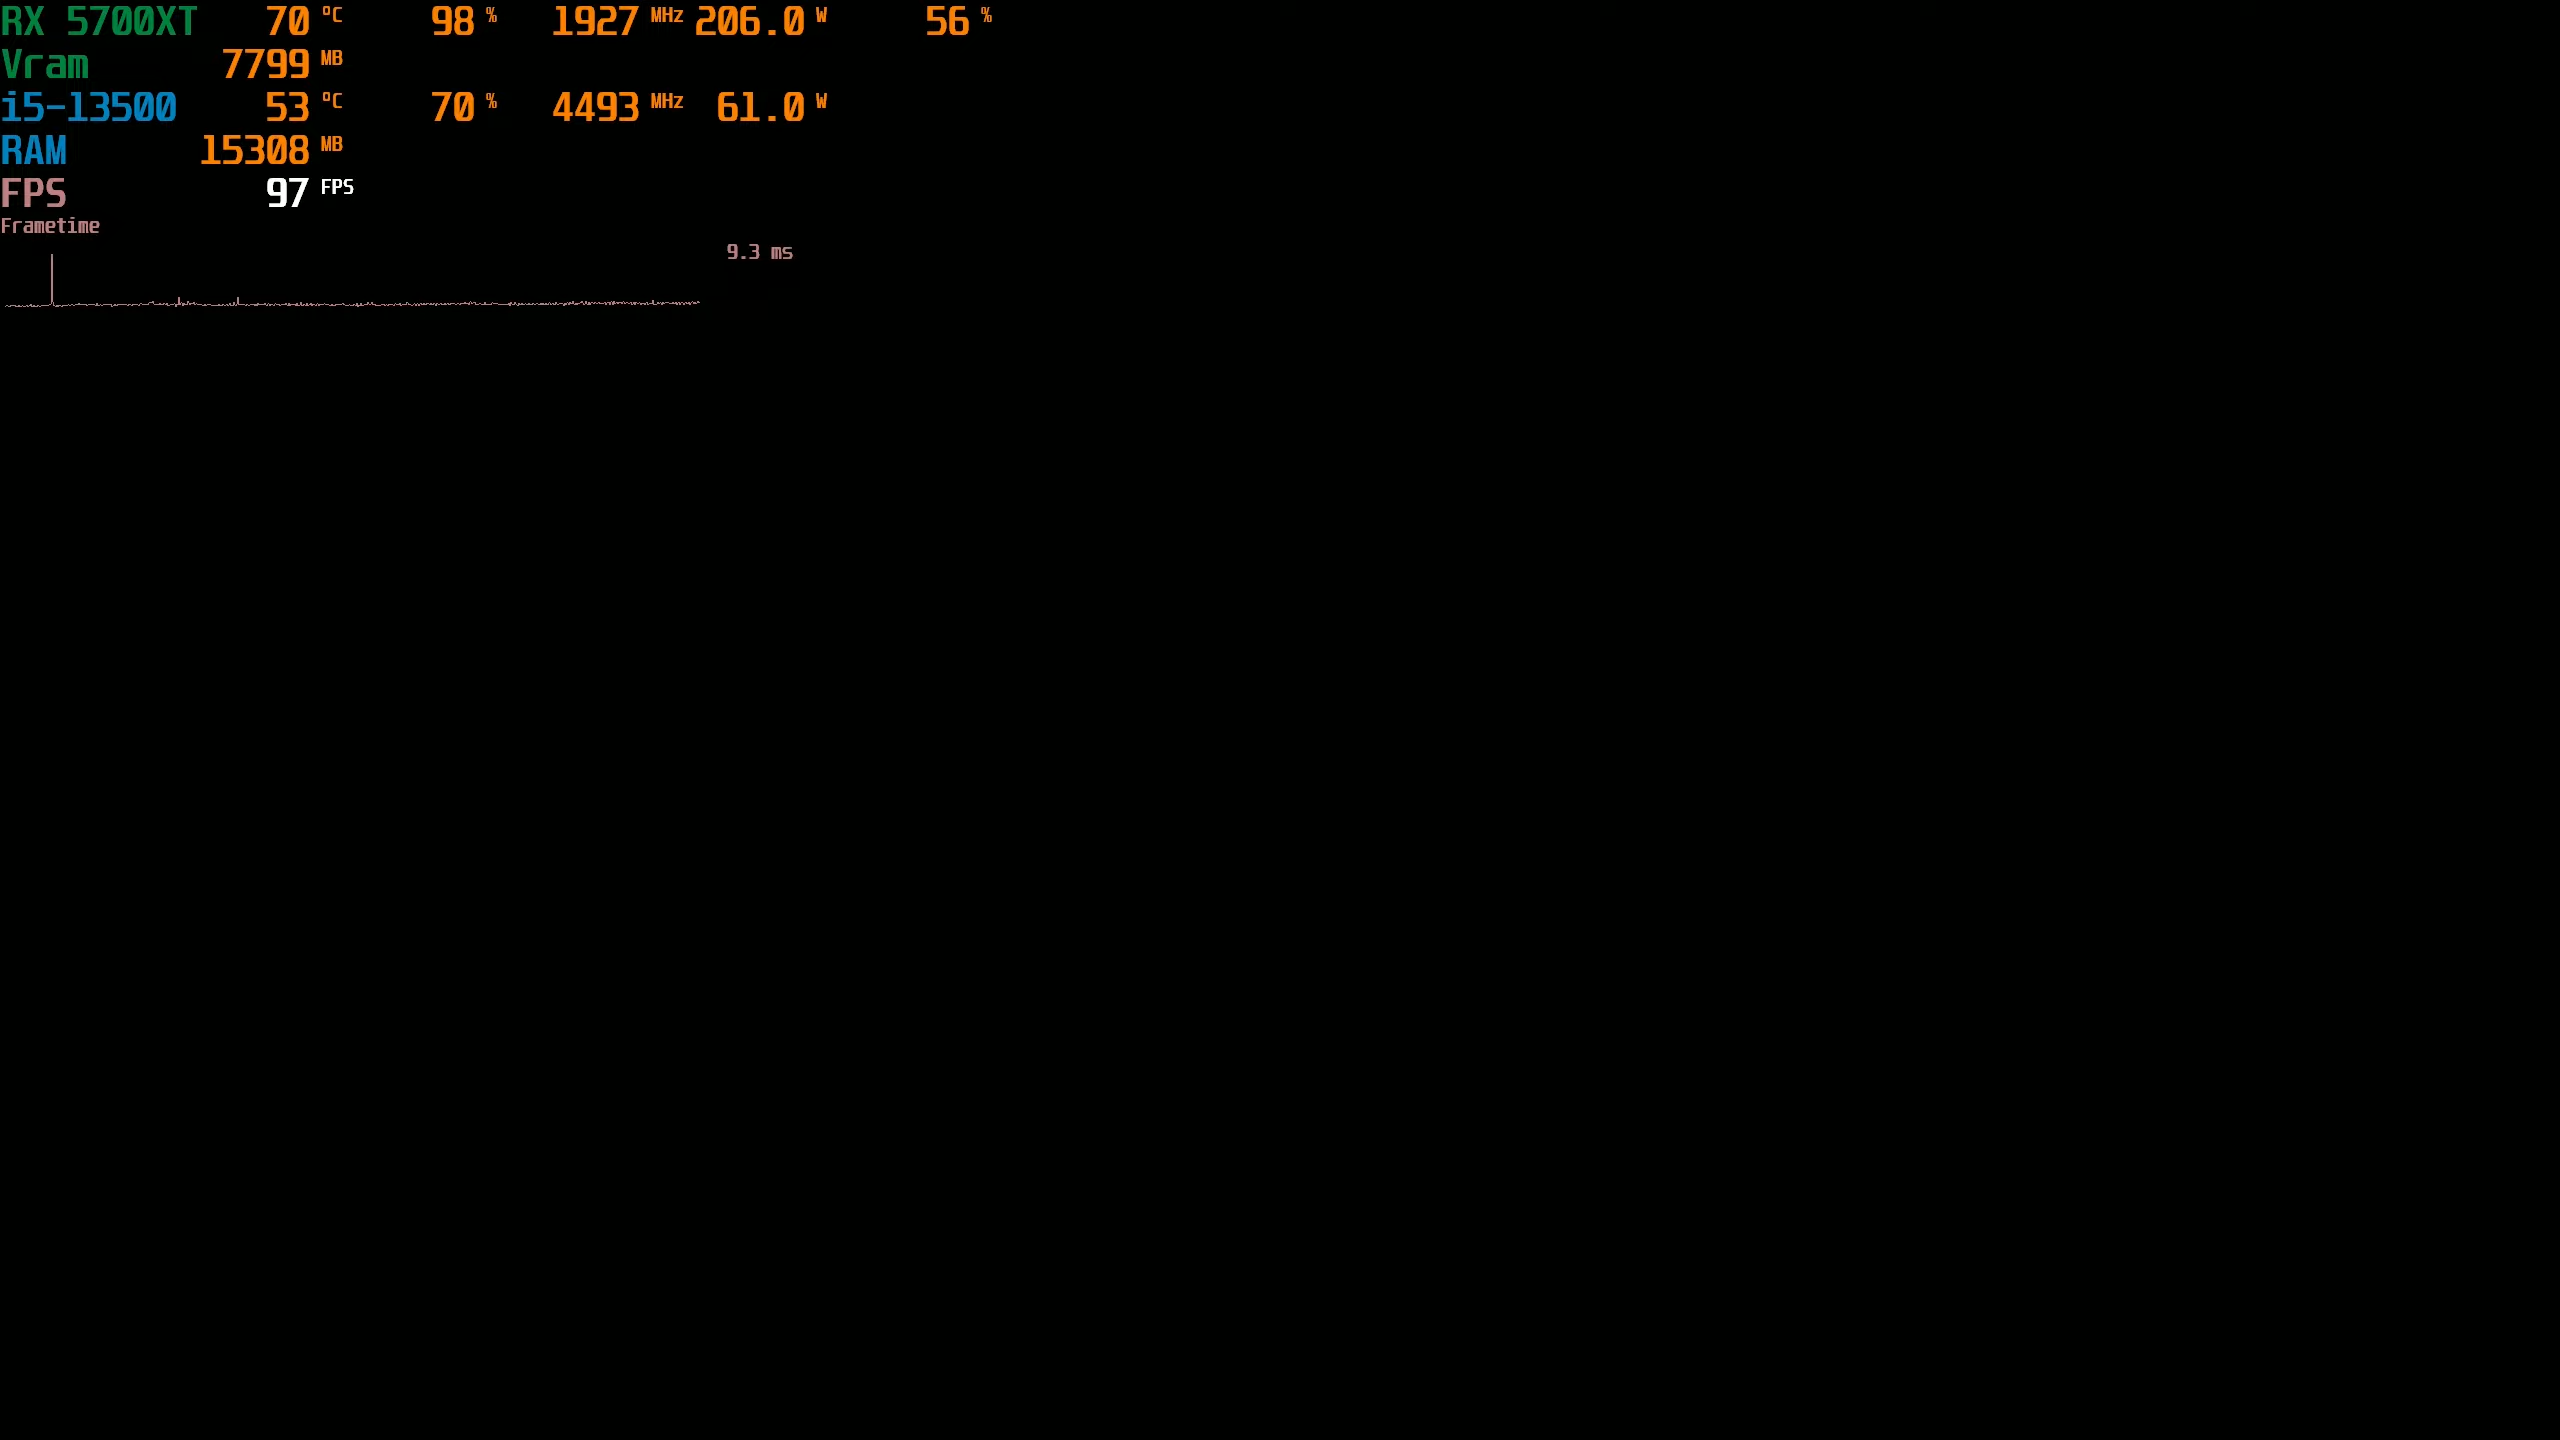 RX 5700XT 70 °C 98 % 1927 MHz 206.0 W 56 %
Vram 7799 MB
i5-13500 53 °C 70 % 4493 MHz 61.0 W
RAM 15308 MB
FPS 97 FPS
Frametime
9.3 ms